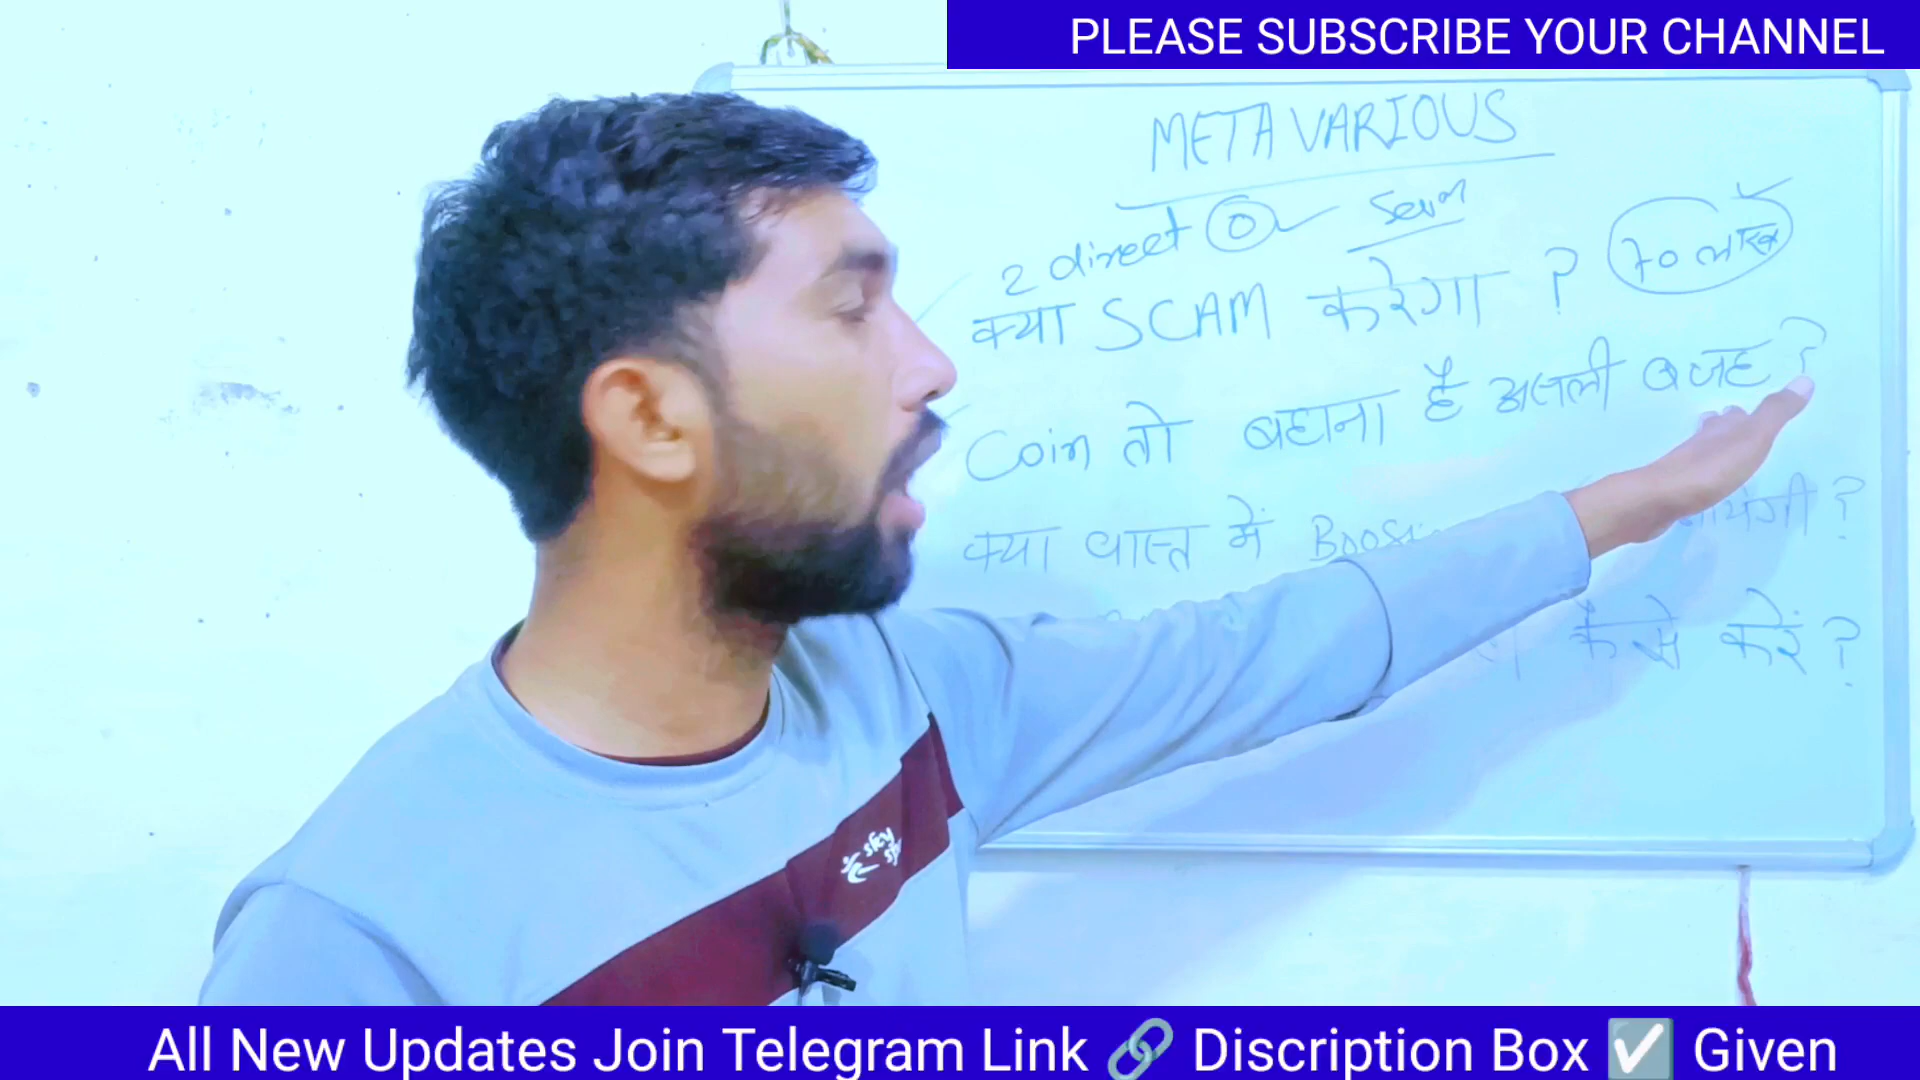 PLEASE SUBSCRIBE YOUR CHANNEL
META VARIOUS
2 direct 0
क्या SCAM करेगा ?
70 लाख
Coin तो बहाना है असली वजह ?
क्या वास्त में
कैसे करें ?
sky
All New Updates Join Telegram Link 🔗 Discription Box ☑ Given